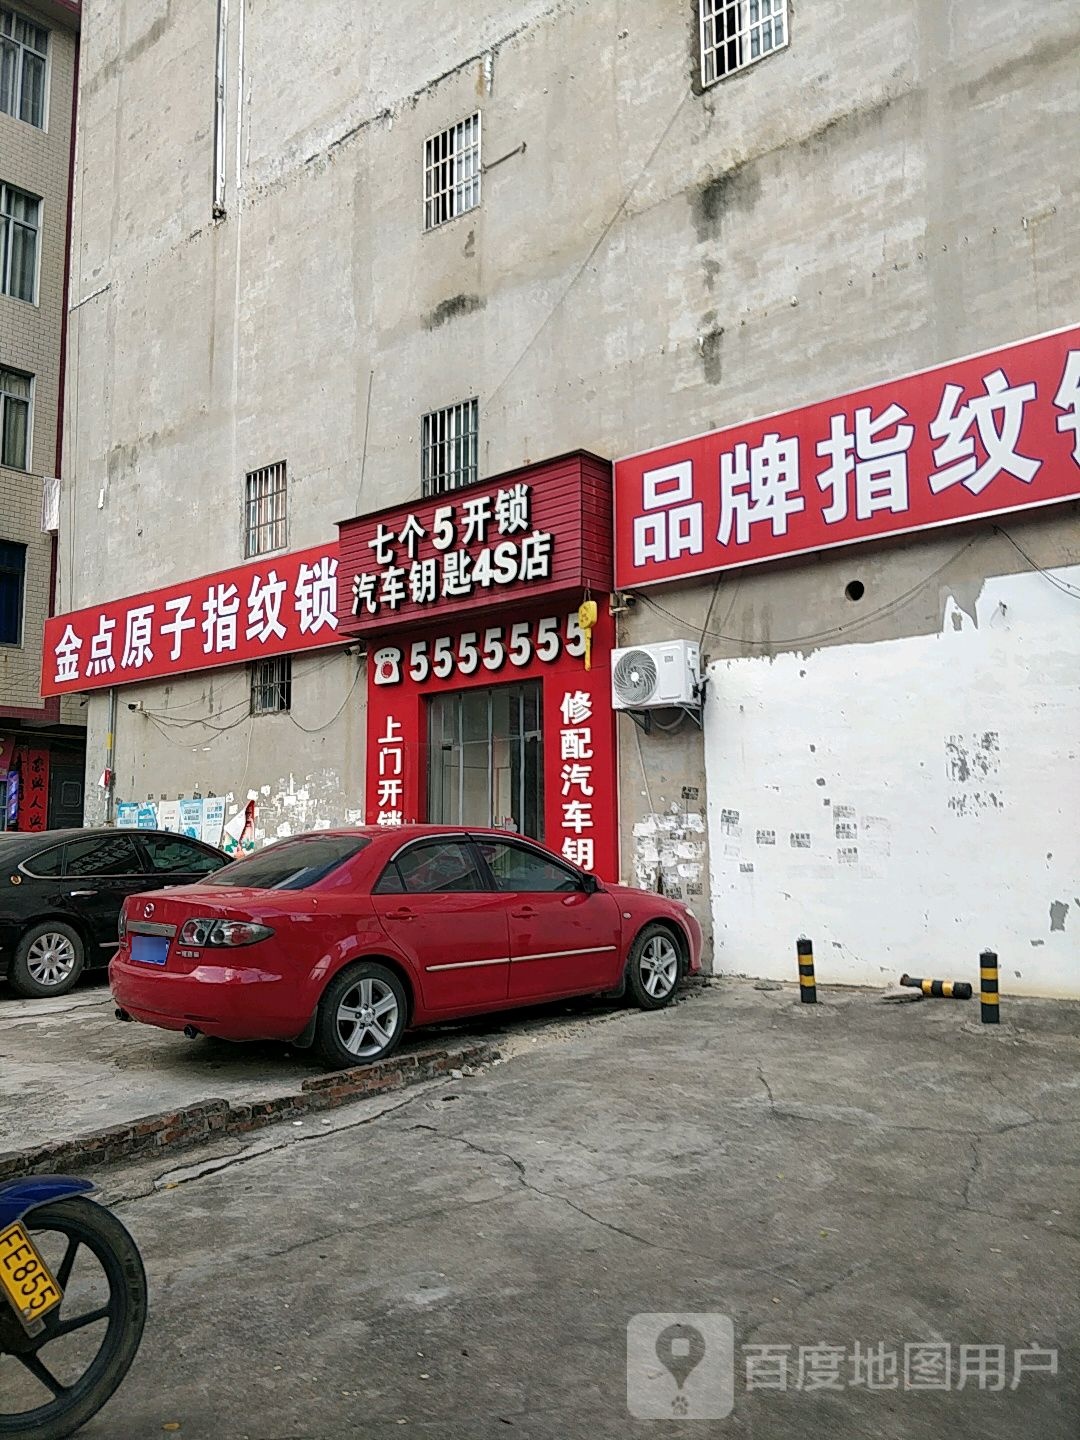 七个5开锁
汽车钥匙4S店
金点原子指纹锁
品牌指纹
☎5555555
上门开锁
修配汽车钥
FE855
百度地图用户